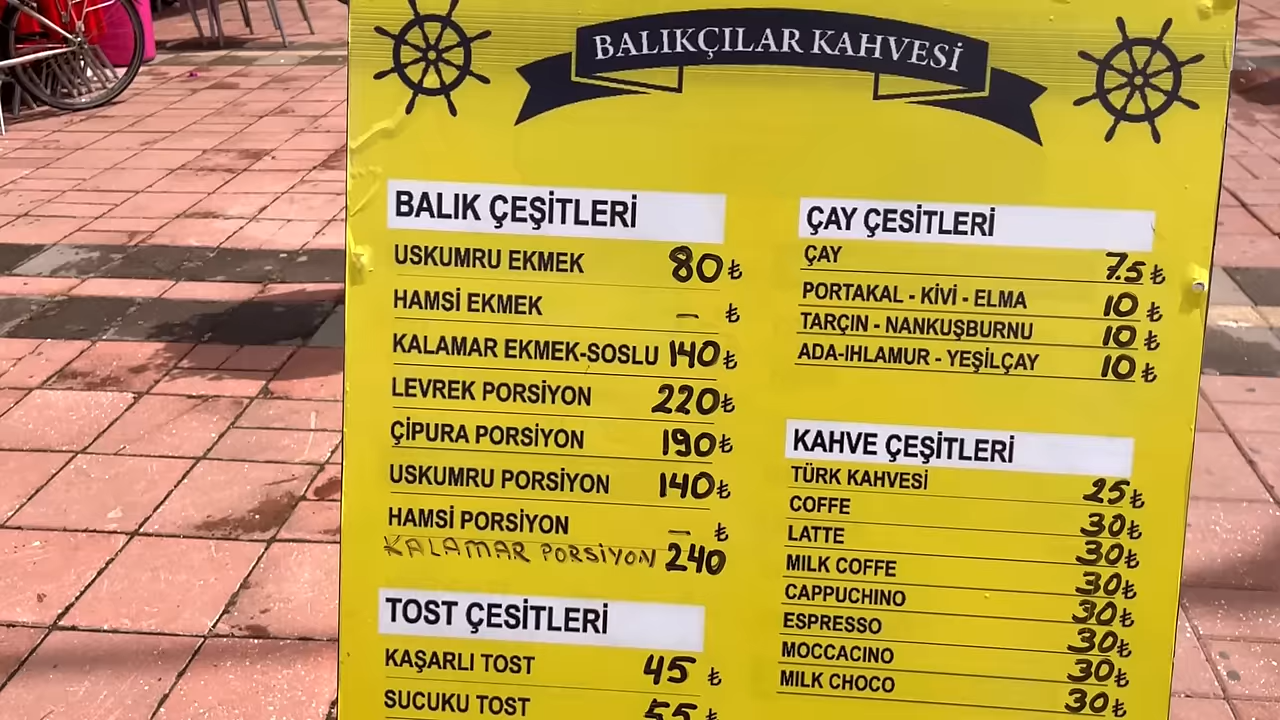 BALIKÇILAR KAHVESİ
BALIK ÇEŞİTLERİ
USKUMRU EKMEK 80 ₺
HAMSİ EKMEK – ₺
KALAMAR EKMEK-SOSLU 140 ₺
LEVREK PORSİYON 220 ₺
ÇİPURA PORSİYON 190 ₺
USKUMRU PORSİYON 140 ₺
HAMSİ PORSİYON – ₺
KALAMAR PORSİYON 240
TOST ÇEŞİTLERİ
KAŞARLI TOST 45 ₺
SUCUKU TOST 55 ₺
ÇAY ÇEŞİTLERİ
ÇAY 7.5 ₺
PORTAKAL - KİVİ - ELMA 10 ₺
TARÇIN - NANKUŞBURNU 10 ₺
ADA-IHLAMUR - YEŞİLÇAY 10 ₺
KAHVE ÇEŞİTLERİ
TÜRK KAHVESİ 25 ₺
COFFE 30 ₺
LATTE 30 ₺
MILK COFFE 30 ₺
CAPPUCHINO 30 ₺
ESPRESSO 30 ₺
MOCCACINO 30 ₺
MILK CHOCO 30 ₺